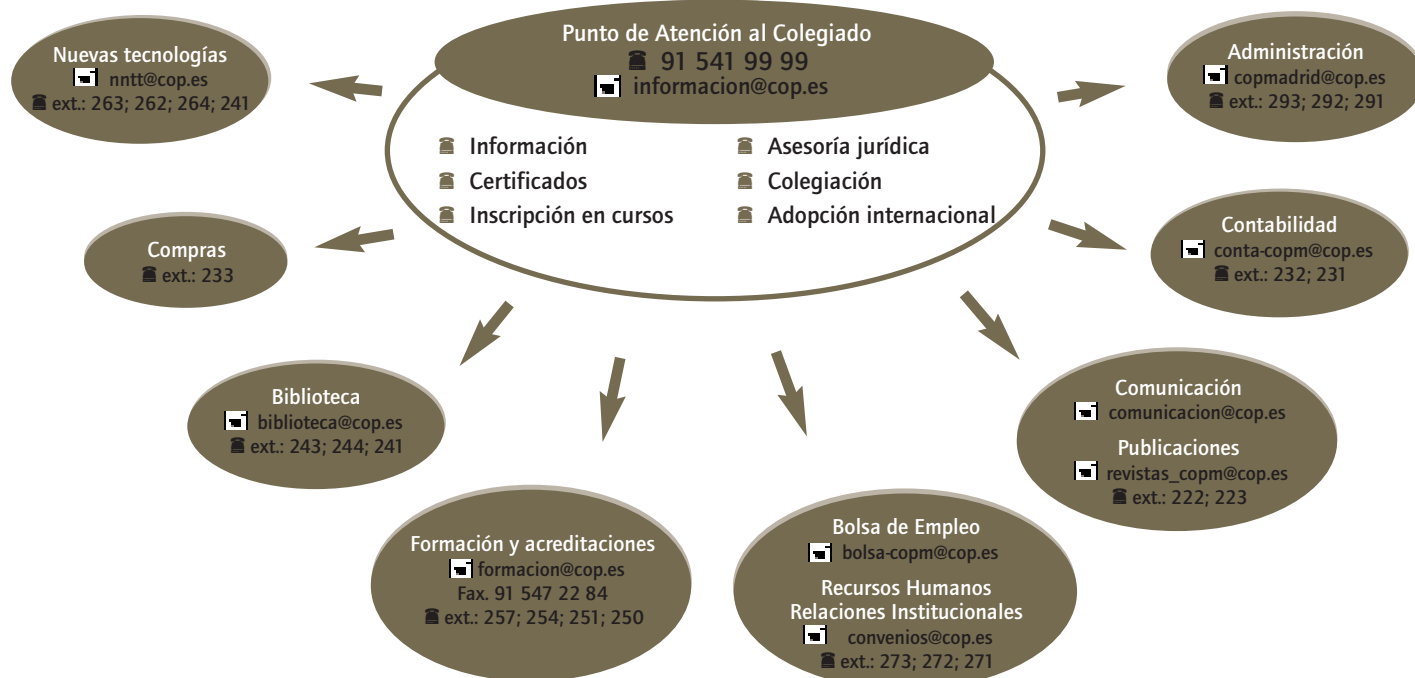 Punto de Atención al Colegiado
91 541 99 99
informacion@cop.es
Información
Certificados
Inscripción en cursos
Asesoría jurídica
Colegiación
Adopción internacional
Nuevas tecnologías
nntt@cop.es
ext.: 263; 262; 264; 241
Administración
copmadrid@cop.es
ext.: 293; 292; 291
Compras
ext.: 233
Contabilidad
conta-copm@cop.es
ext.: 232; 231
Biblioteca
biblioteca@cop.es
ext.: 243; 244; 241
Comunicación
comunicacion@cop.es
Publicaciones
revistas_copm@cop.es
ext.: 222; 223
Formación y acreditaciones
formacion@cop.es
Fax. 91 547 22 84
ext.: 257; 254; 251; 250
Bolsa de Empleo
bolsa-copm@cop.es
Recursos Humanos
Relaciones Institucionales
convenios@cop.es
ext.: 273; 272; 271